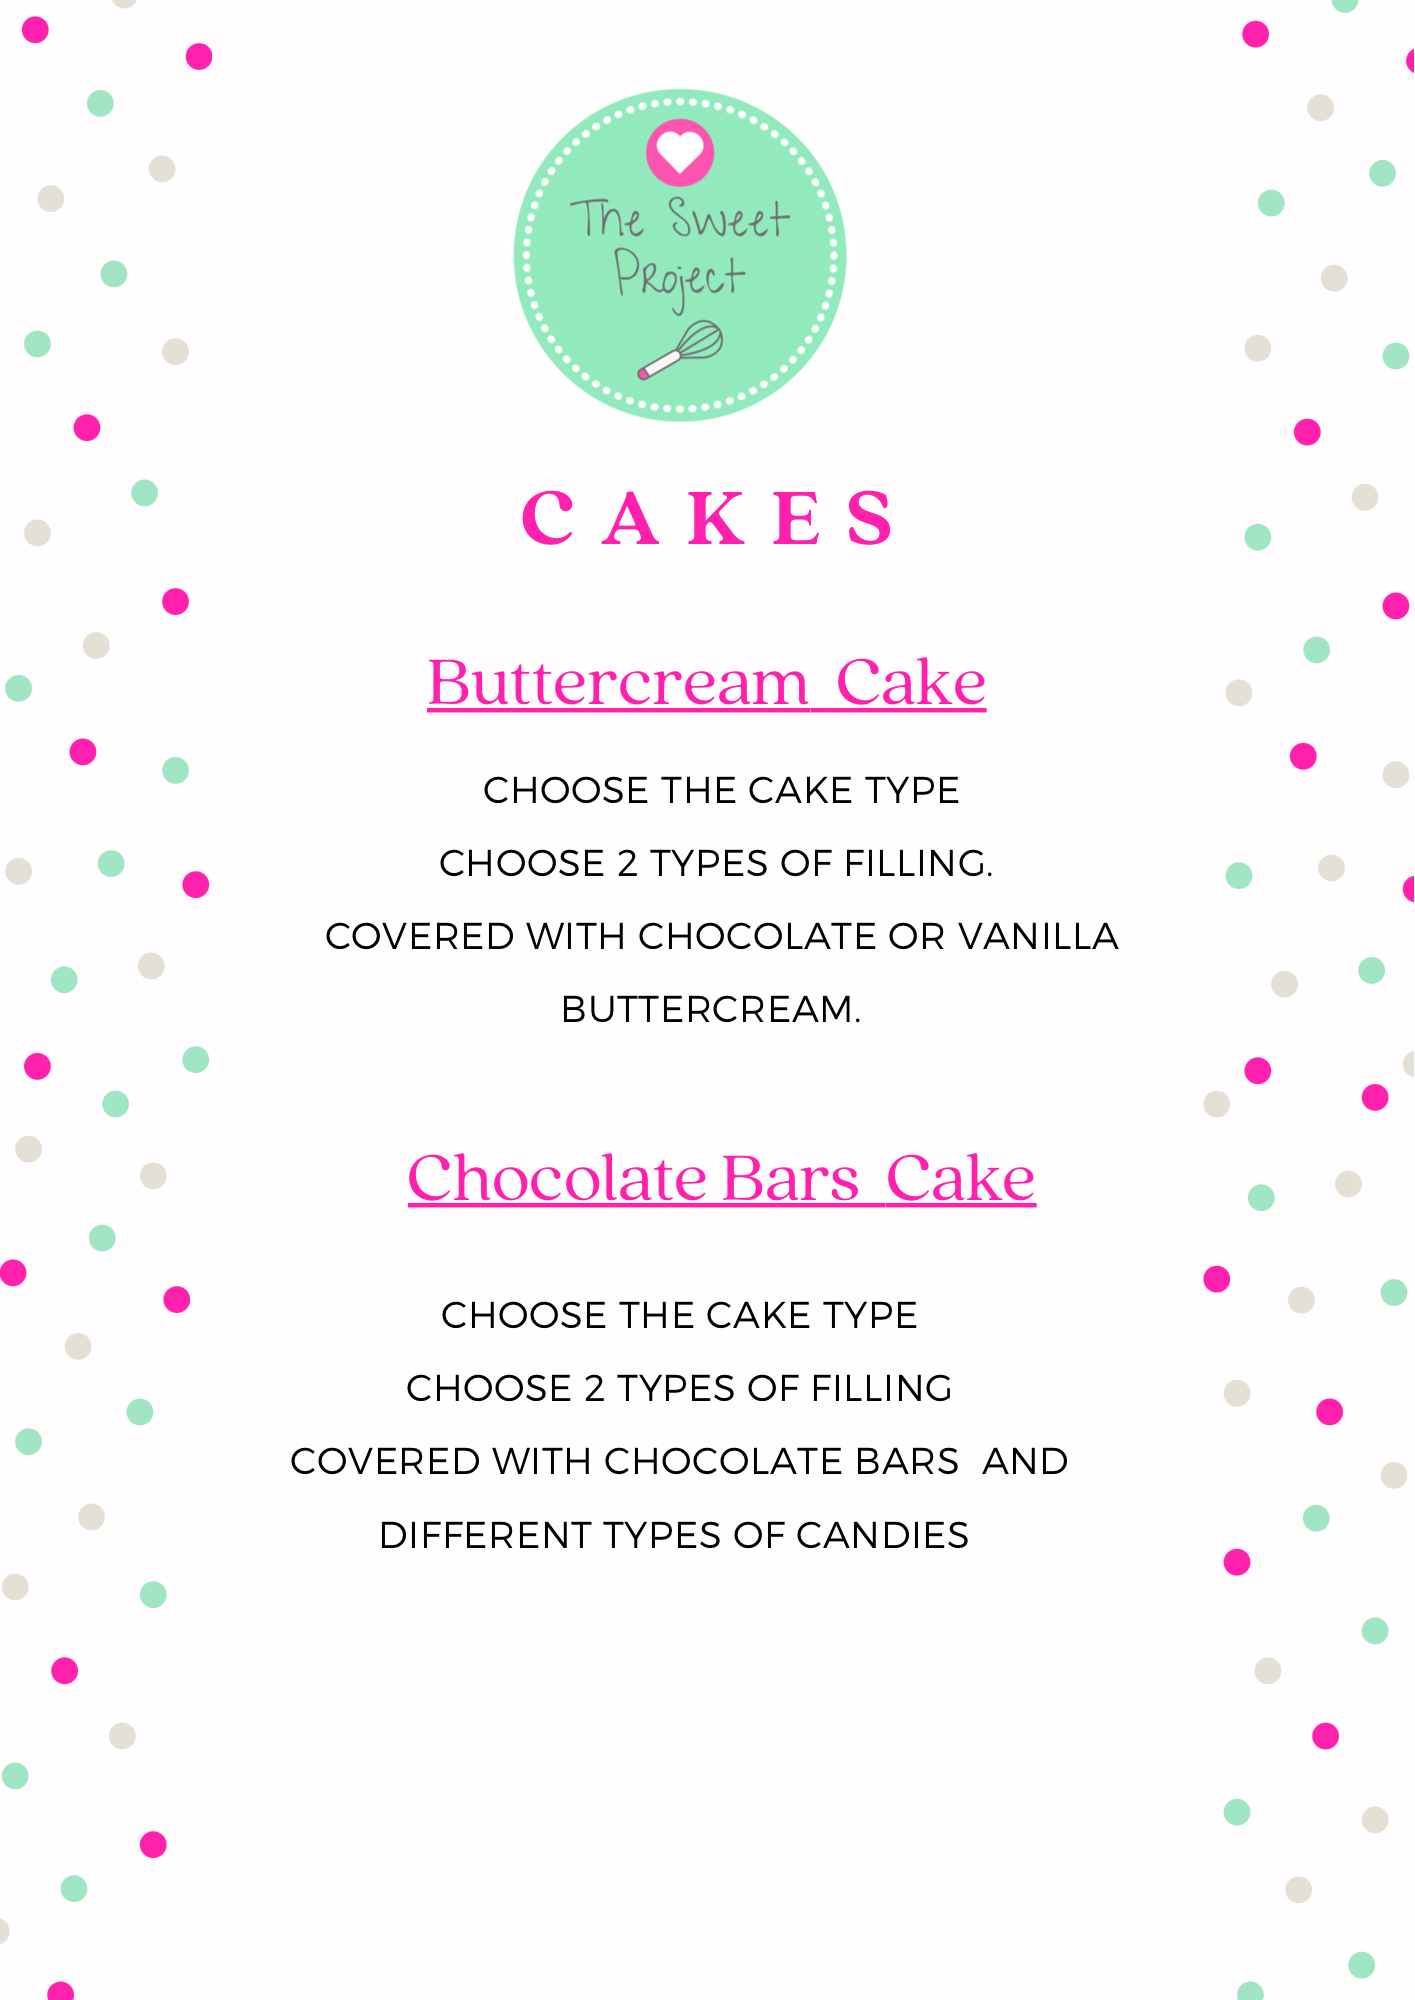 The Sweet
Project
CAKES
Buttercream Cake
CHOOSE THE CAKE TYPE
CHOOSE 2 TYPES OF FILLING.
COVERED WITH CHOCOLATE OR VANILLA
BUTTERCREAM.
Chocolate Bars Cake
CHOOSE THE CAKE TYPE
CHOOSE 2 TYPES OF FILLING
COVERED WITH CHOCOLATE BARS AND
DIFFERENT TYPES OF CANDIES